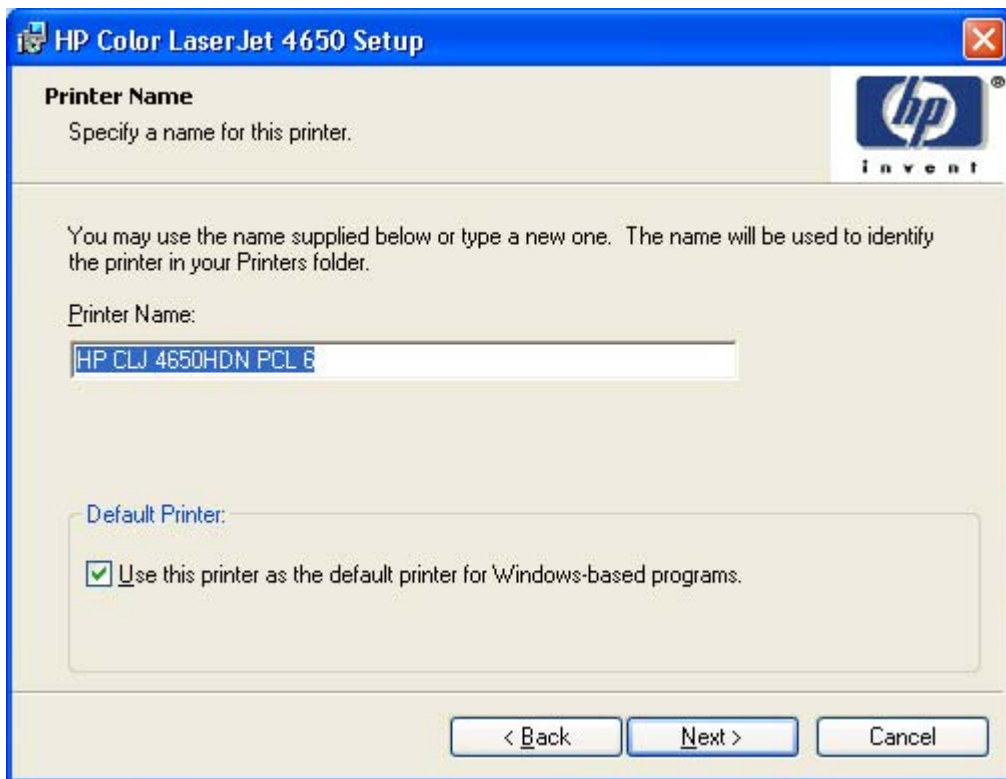 HP Color LaserJet 4650 Setup
Printer Name
Specify a name for this printer.
hp
®
invent
You may use the name supplied below or type a new one. The name will be used to identify
the printer in your Printers folder.
Printer Name:
HP CLJ 4650HDN PCL 6
Default Printer:
Use this printer as the default printer for Windows-based programs.
< Back Next > Cancel